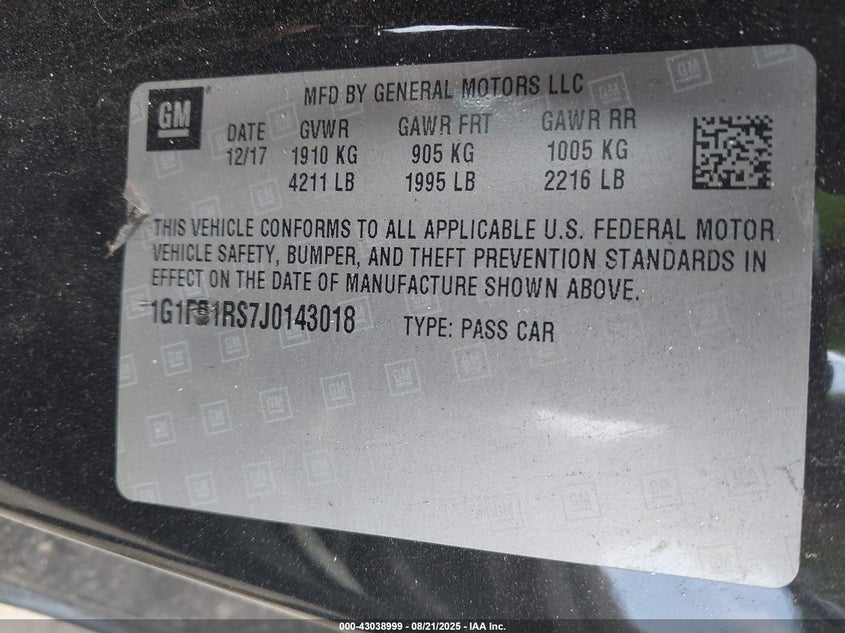 GM
MFD BY GENERAL MOTORS LLC
DATE GVWR GAWR FRT GAWR RR
12/17 1910 KG 905 KG 1005 KG
4211 LB 1995 LB 2216 LB
THIS VEHICLE CONFORMS TO ALL APPLICABLE U.S. FEDERAL MOTOR
VEHICLE SAFETY, BUMPER, AND THEFT PREVENTION STANDARDS IN
EFFECT ON THE DATE OF MANUFACTURE SHOWN ABOVE.
1G1FB1RS7J0143018 TYPE: PASS CAR
000-43038999 - 08/21/2025 - IAA Inc.